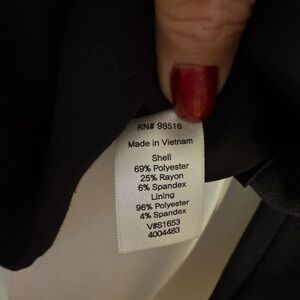 RN# 98516
Made in Vietnam
Shell
69% Polyester
25% Rayon
6% Spandex
Lining
96% Polyester
4% Spandex
V#S1653
4004483